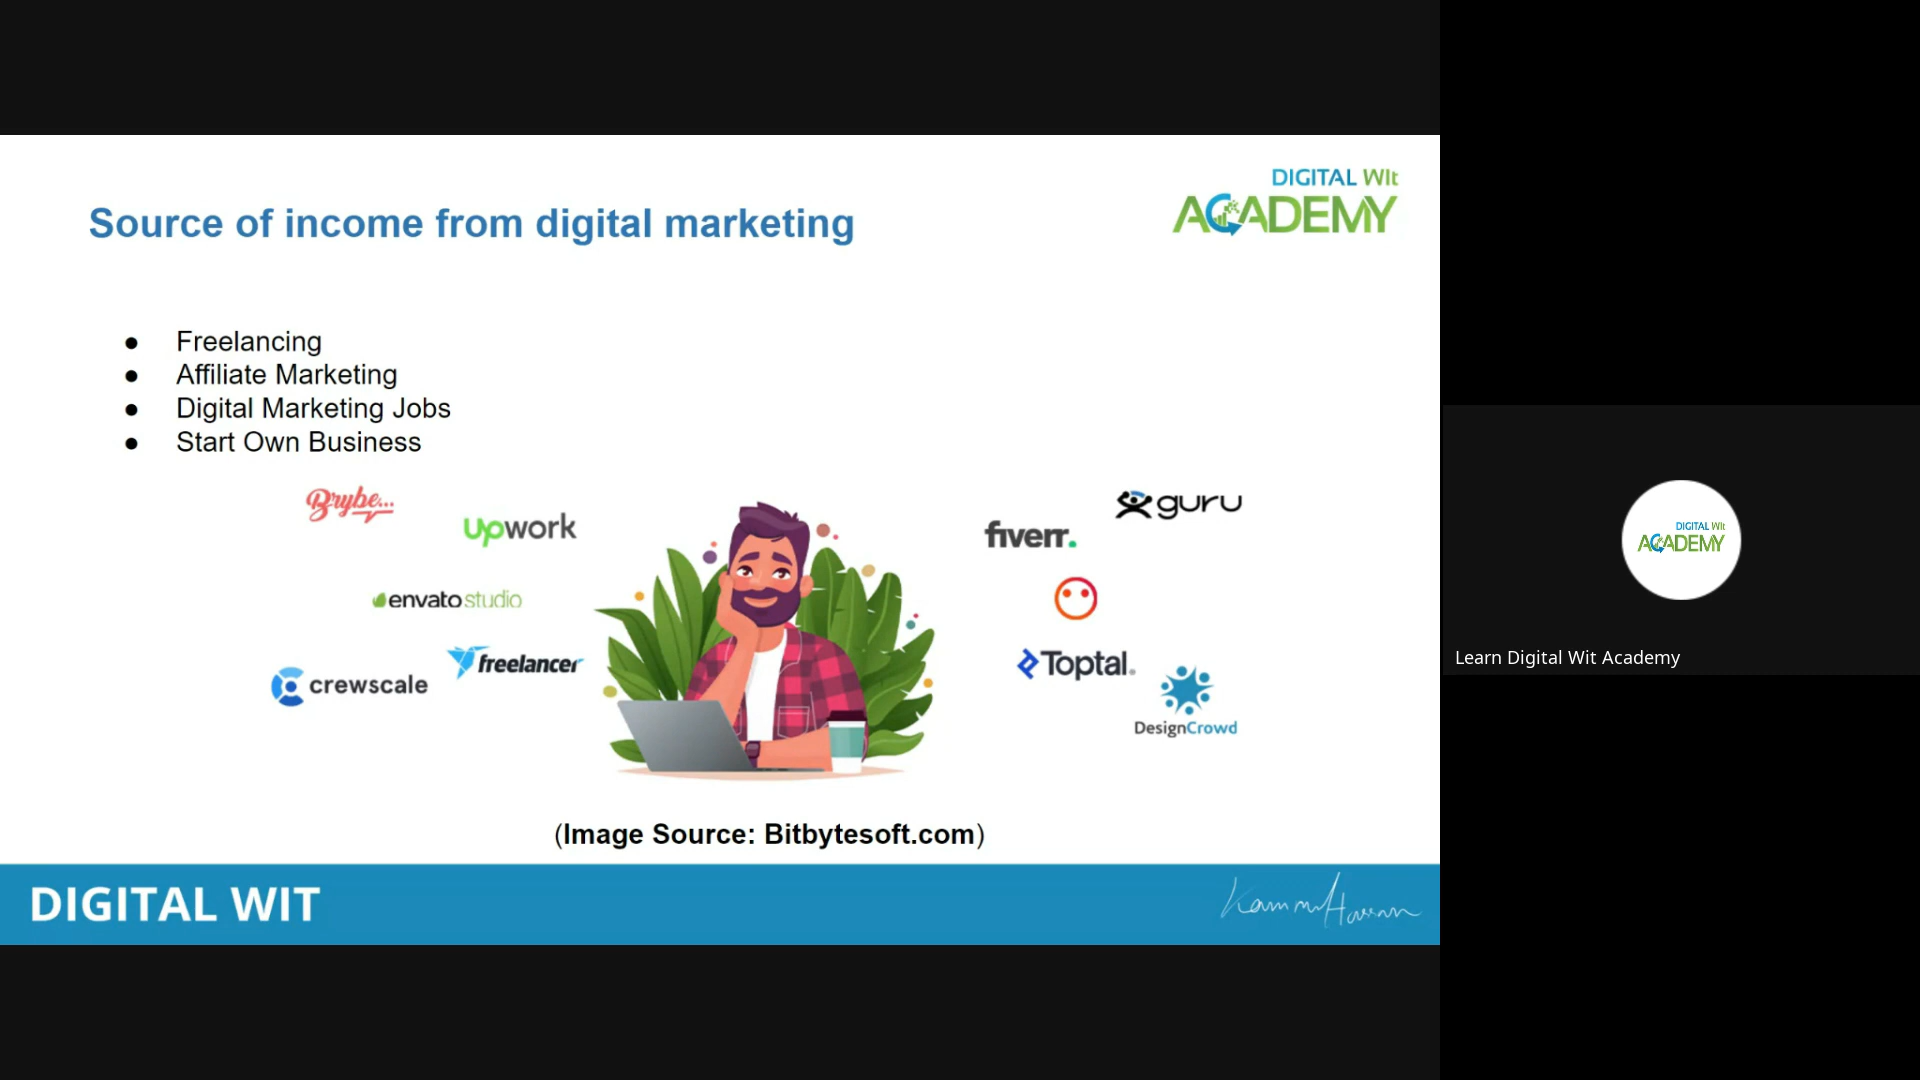 DIGITAL WIt
ACADEMY
Source of income from digital marketing
● Freelancing
● Affiliate Marketing
● Digital Marketing Jobs
● Start Own Business
Brybe...
upwork
fiverr.
guru
envato studio
freelancer
crewscale
Toptal
DesignCrowd
(Image Source: Bitbytesoft.com)
DIGITAL WIT
DIGITAL WIt
ACADEMY
Learn Digital Wit Academy